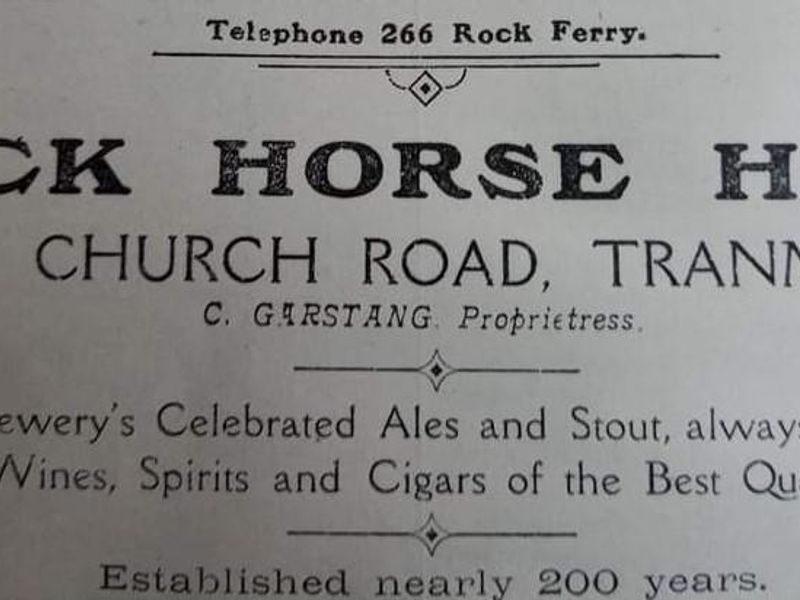 Telephone 266 Rock Ferry.
CK HORSE H
CHURCH ROAD, TRANN
C. GARSTANG. Proprietress.
ewery's Celebrated Ales and Stout, always
Wines, Spirits and Cigars of the Best Qu
Established nearly 200 years.